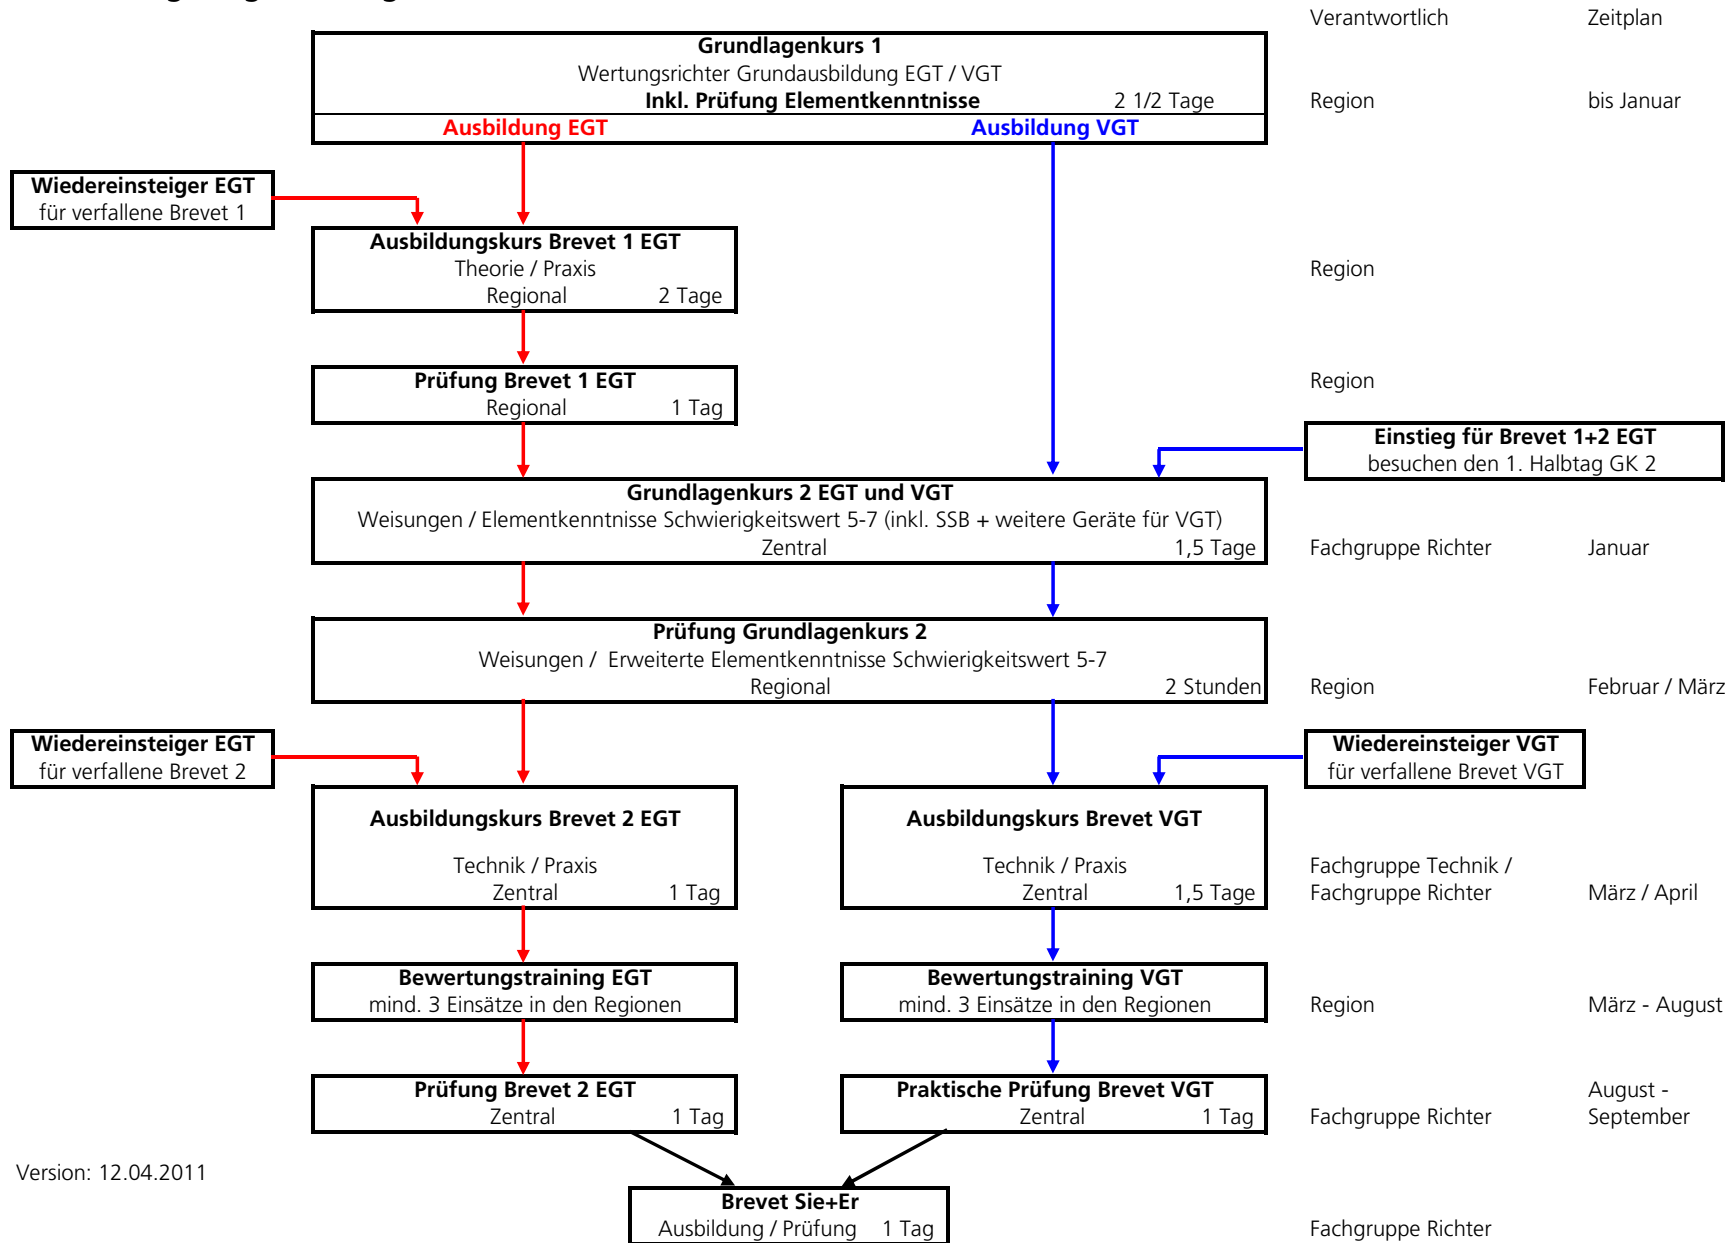 Verantwortlich Zeitplan
Grundlagenkurs 1
Wertungsrichter Grundausbildung EGT / VGT
Inkl. Prüfung Elementkenntnisse 2 1/2 Tage Region bis Januar
Ausbildung EGT Ausbildung VGT
Wiedereinsteiger EGT
für verfallene Brevet 1
Ausbildungskurs Brevet 1 EGT
Theorie / Praxis Region
Regional 2 Tage
Prüfung Brevet 1 EGT Region
Regional 1 Tag
Einstieg für Brevet 1+2 EGT
besuchen den 1. Halbtag GK 2
Grundlagenkurs 2 EGT und VGT
Weisungen / Elementkenntnisse Schwierigkeitswert 5-7 (inkl. SSB + weitere Geräte für VGT)
Zentral 1,5 Tage Fachgruppe Richter Januar
Prüfung Grundlagenkurs 2
Weisungen / Erweiterte Elementkenntnisse Schwierigkeitswert 5-7
Regional 2 Stunden Region Februar / März
Wiedereinsteiger EGT Wiedereinsteiger VGT
für verfallene Brevet 2 für verfallene Brevet VGT
Ausbildungskurs Brevet 2 EGT Ausbildungskurs Brevet VGT
Technik / Praxis Technik / Praxis Fachgruppe Technik /
Zentral 1 Tag Zentral 1,5 Tage Fachgruppe Richter März / April
Bewertungstraining EGT Bewertungstraining VGT
mind. 3 Einsätze in den Regionen mind. 3 Einsätze in den Regionen Region März - August
Prüfung Brevet 2 EGT Praktische Prüfung Brevet VGT August -
Zentral 1 Tag Zentral 1 Tag Fachgruppe Richter September
Version: 12.04.2011
Brevet Sie+Er
Ausbildung / Prüfung 1 Tag Fachgruppe Richter